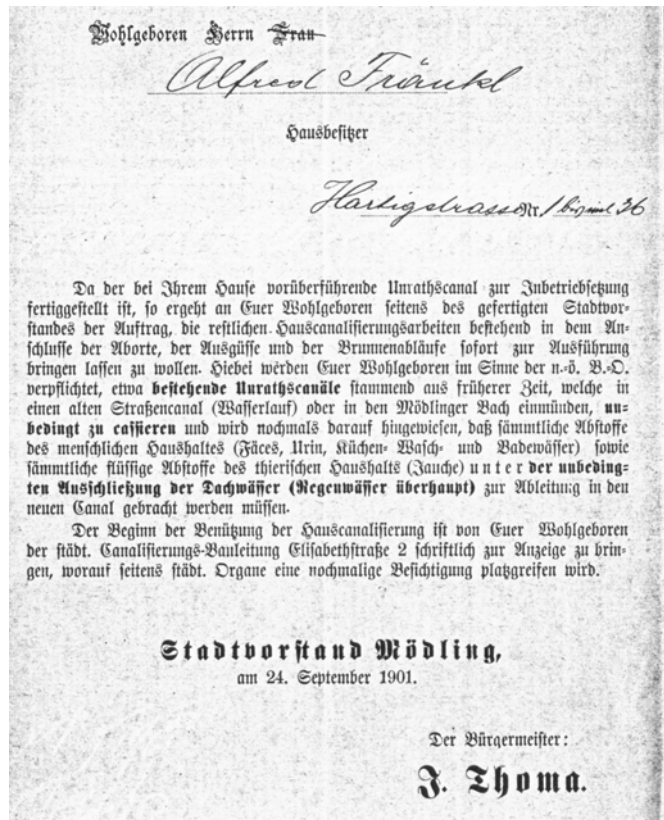 Wohlgeboren Herrn Frau
Alfred Fränkl
Hausbesitzer
Hartigstrasse Nr. 1 36
Da der bei Ihrem Hause vorüberführende Unrathscanal zur Inbetriebsetzung
fertiggestellt ist, so ergeht an Euer Wohlgeboren seitens des gefertigten Stadtvor-
standes der Auftrag, die restlichen Hauscanalisierungsarbeiten bestehend in dem An-
schlusse der Aborte, der Ausgüsse und der Brunnenabläufe sofort zur Ausführung
bringen lassen zu wollen. Hiebei werden Euer Wohlgeboren im Sinne der n.-ö. B.-O.
verpflichtet, etwa bestehende Unrathscanäle stammend aus früherer Zeit, welche in
einen alten Straßencanal (Wasserlauf) oder in den Mödlinger Bach einmünden, un-
bedingt zu cassieren und wird nochmals darauf hingewiesen, daß sämmtliche Abstoffe
des menschlichen Haushaltes (Fäces, Urin, Küchen- Wasch- und Badewässer) sowie
sämmtliche flüssige Abstoffe des thierischen Haushalts (Jauche) unter der unbeding-
ten Ausschließung der Dachwässer (Regenwässer überhaupt) zur Ableitung in den
neuen Canal gebracht werden müssen.
Der Beginn der Benützung der Hauscanalisierung ist von Euer Wohlgeboren
der städt. Canalisierungs-Bauleitung Elisabethstraße 2 schriftlich zur Anzeige zu brin-
gen, worauf seitens städt. Organe eine nochmalige Besichtigung platzgreifen wird.
Stadtvorstand Mödling,
am 24. September 1901.
Der Bürgermeister:
J. Thoma.